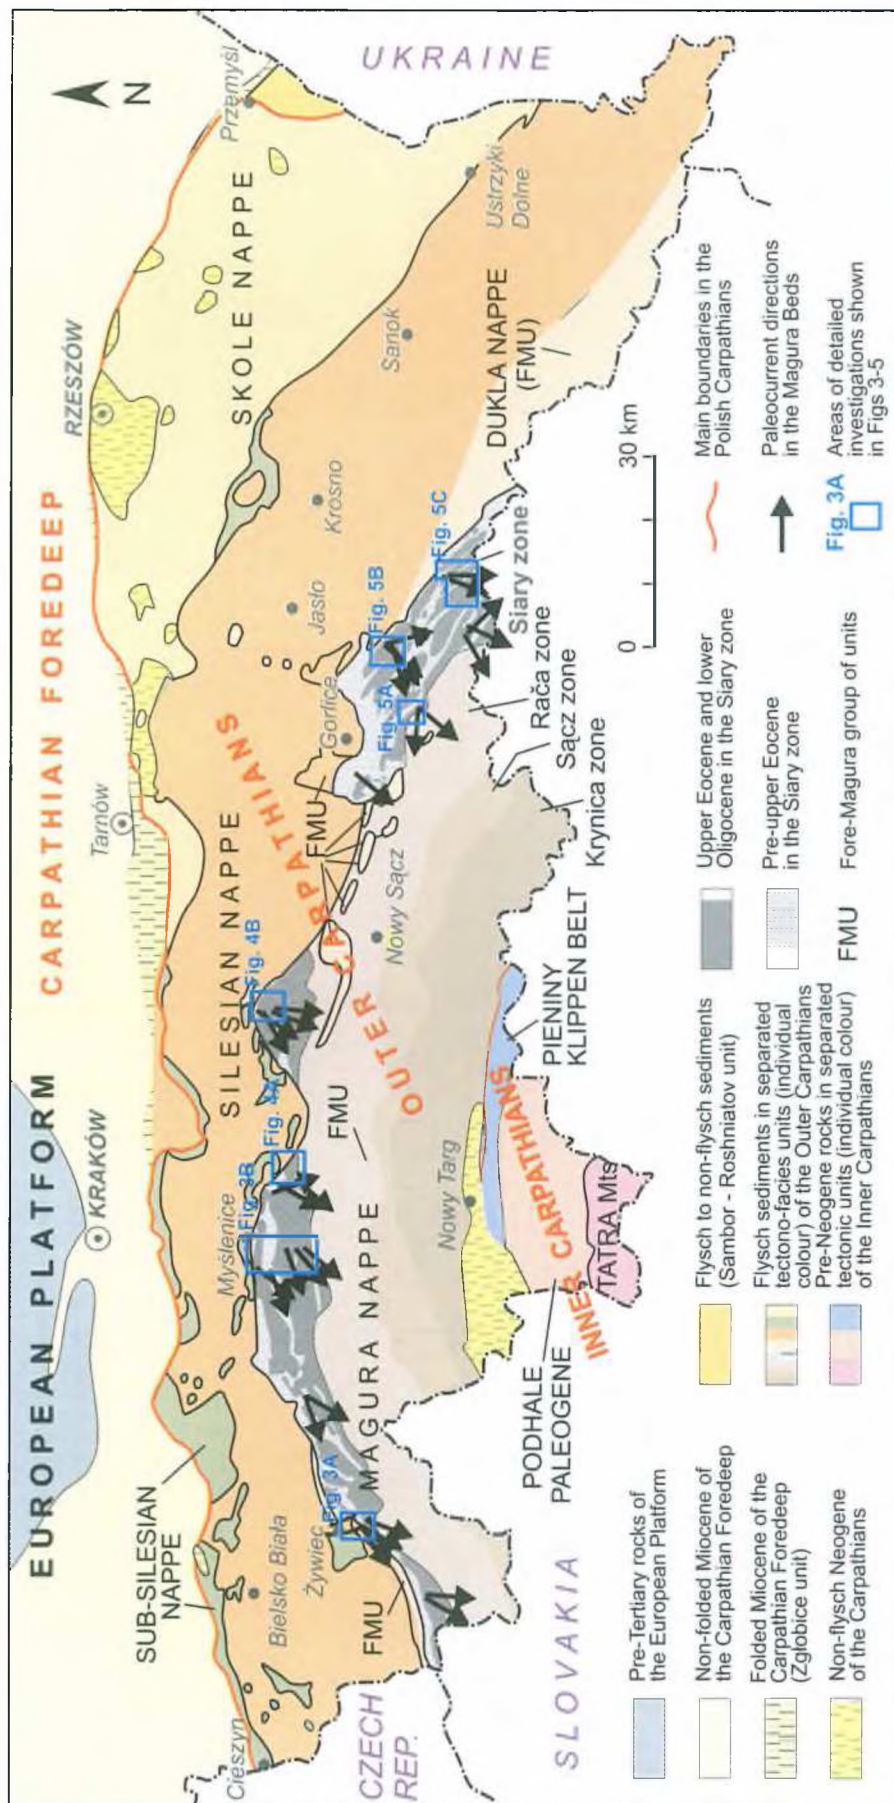 EUROPEAN PLATFORM
CARPATHIAN FOREDEEP
N
KRAKÓW
Tarnów
RZESZÓW
Przemyśl
UKRAINE
SUB-SILESIAN
NAPPE
Cieszyn
Bielsko Biała
Żywiec
Fig. 3A
Myślenice
Fig. 3B
Fig. 4A
SILESIAN NAPPE
Fig. 4B
SKOLE NAPPE
Jasło
Krosno
Sanok
Ustrzyki
Dolne
OUTER CARPATHIANS
FMU
Gorlice
Fig. 5A
Fig. 5B
Fig. 5C
DUKLA NAPPE
(FMU)
CZECH
REP.
FMU
MAGURA NAPPE
FMU
Nowy Sącz
Siary zone
Rača zone
Sącz zone
Krynica zone
Nowy Targ
PIENINY
KLIPPEN BELT
PODHALE
PALEOGENE
INNER CARPATHIANS
TATRA Mts
SLOVAKIA
0
30 km
Pre-Tertiary rocks of
the European Platform
Non-folded Miocene of
the Carpathian Foredeep
Folded Miocene of the
Carpathian Foredeep
(Zgłobice unit)
Non-flysch Neogene
of the Carpathians
Flysch to non-flysch sediments
(Sambor - Roshniatov unit)
Flysch sediments in separated
tectono-facies units (individual
colour) of the Outer Carpathians
Pre-Neogene rocks in separated
tectonic units (individual colour)
of the Inner Carpathians
Upper Eocene and lower
Oligocene in the Siary zone
Pre-upper Eocene
in the Siary zone
FMU
Fore-Magura group of units
Main boundaries in the
Polish Carpathians
Paleocurrent directions
in the Magura Beds
Fig. 3A
Areas of detailed
investigations shown
in Figs 3-5